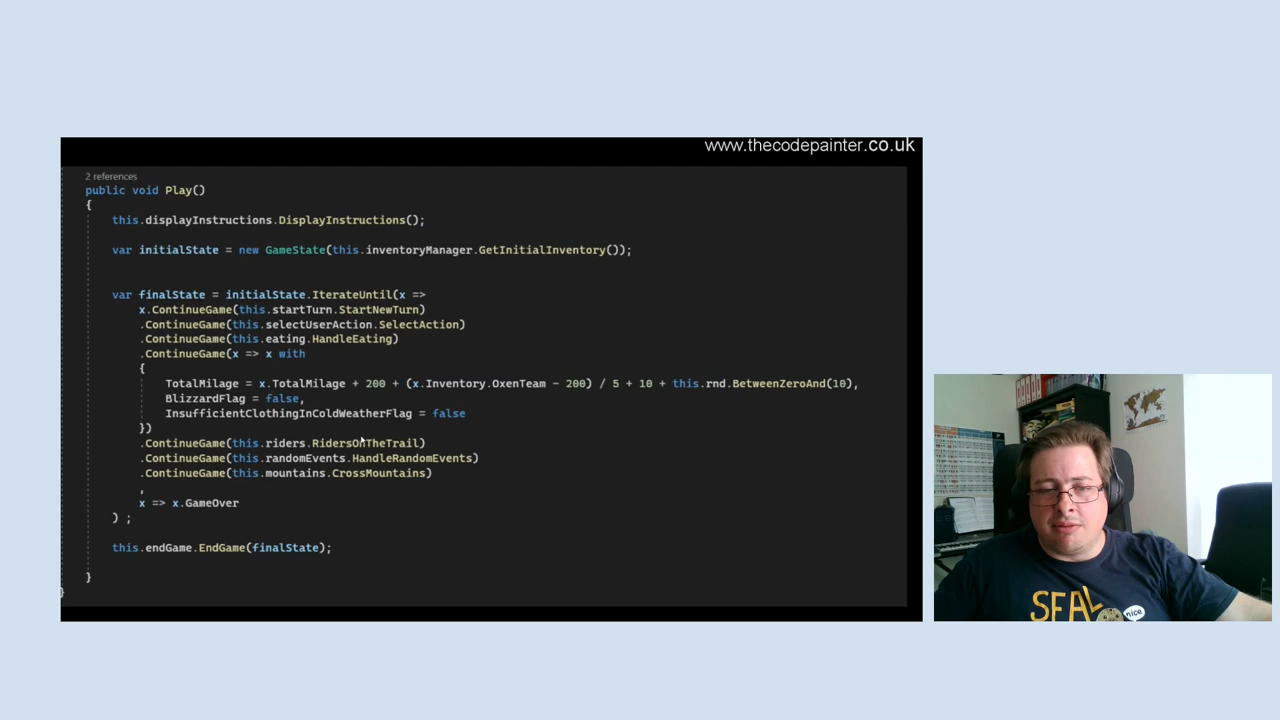 www.thecodepainter.co.uk
2 references
public void Play()
{
this.displayInstructions.DisplayInstructions();
var initialState = new GameState(this.inventoryManager.GetInitialInventory());
var finalState = initialState.IterateUntil(x =>
x.ContinueGame(this.startTurn.StartNewTurn)
.ContinueGame(this.selectUserAction.SelectAction)
.ContinueGame(this.eating.HandleEating)
.ContinueGame(x => x with
{
TotalMilage = x.TotalMilage + 200 + (x.Inventory.OxenTeam - 200) / 5 + 10 + this.rnd.BetweenZeroAnd(10),
BlizzardFlag = false,
InsufficientClothingInColdWeatherFlag = false
})
.ContinueGame(this.riders.RidersOnTheTrail)
.ContinueGame(this.randomEvents.HandleRandomEvents)
.ContinueGame(this.mountains.CrossMountains)
,
x => x.GameOver
) ;
this.endGame.EndGame(finalState);
}
}
SEAL
nice